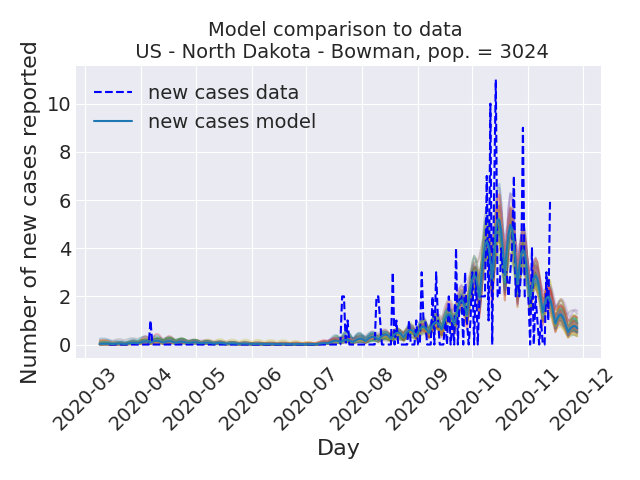 Model comparison to data
US - North Dakota - Bowman, pop. = 3024
Number of new cases reported
10
8
6
4
2
0
new cases data
new cases model
2020-03
2020-04
2020-05
2020-06
2020-07
2020-08
2020-09
2020-10
2020-11
2020-12
Day